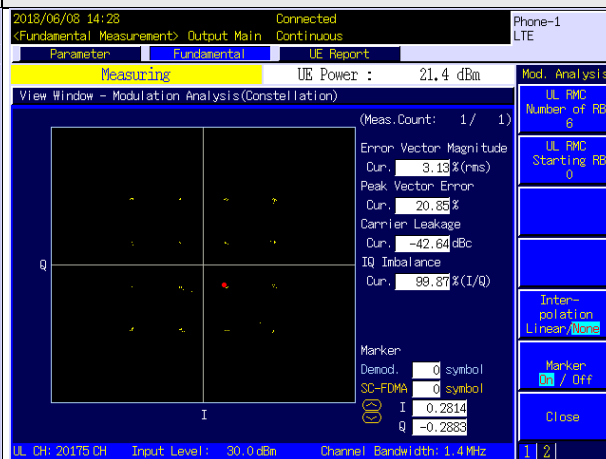 2018/06/08 14:28 Connected Phone-1
<Fundamental Measurement> Output Main Continuous LTE
Parameter Fundamental UE Report
Measuring UE Power : 21.4 dBm Mod. Analysis
View Window - Modulation Analysis(Constellation)
(Meas.Count: 1/ 1)
Error Vector Magnitude
Cur. 3.13 %(rms)
Peak Vector Error
Cur. 20.85 %
Carrier Leakage
Cur. -42.64 dBc
IQ Imbalance
Cur. 99.87 %(I/Q)
Q
I
Marker
Demod. 0 symbol
SC-FDMA 0 symbol
I 0.2814
Q -0.2883
UL RMC
Number of RB
6
UL RMC
Starting RB
0
Inter-
polation
Linear/None
Marker
On / Off
Close
UL CH: 20175 CH Input Level: 30.0 dBm Channel Bandwidth: 1.4 MHz 1 2